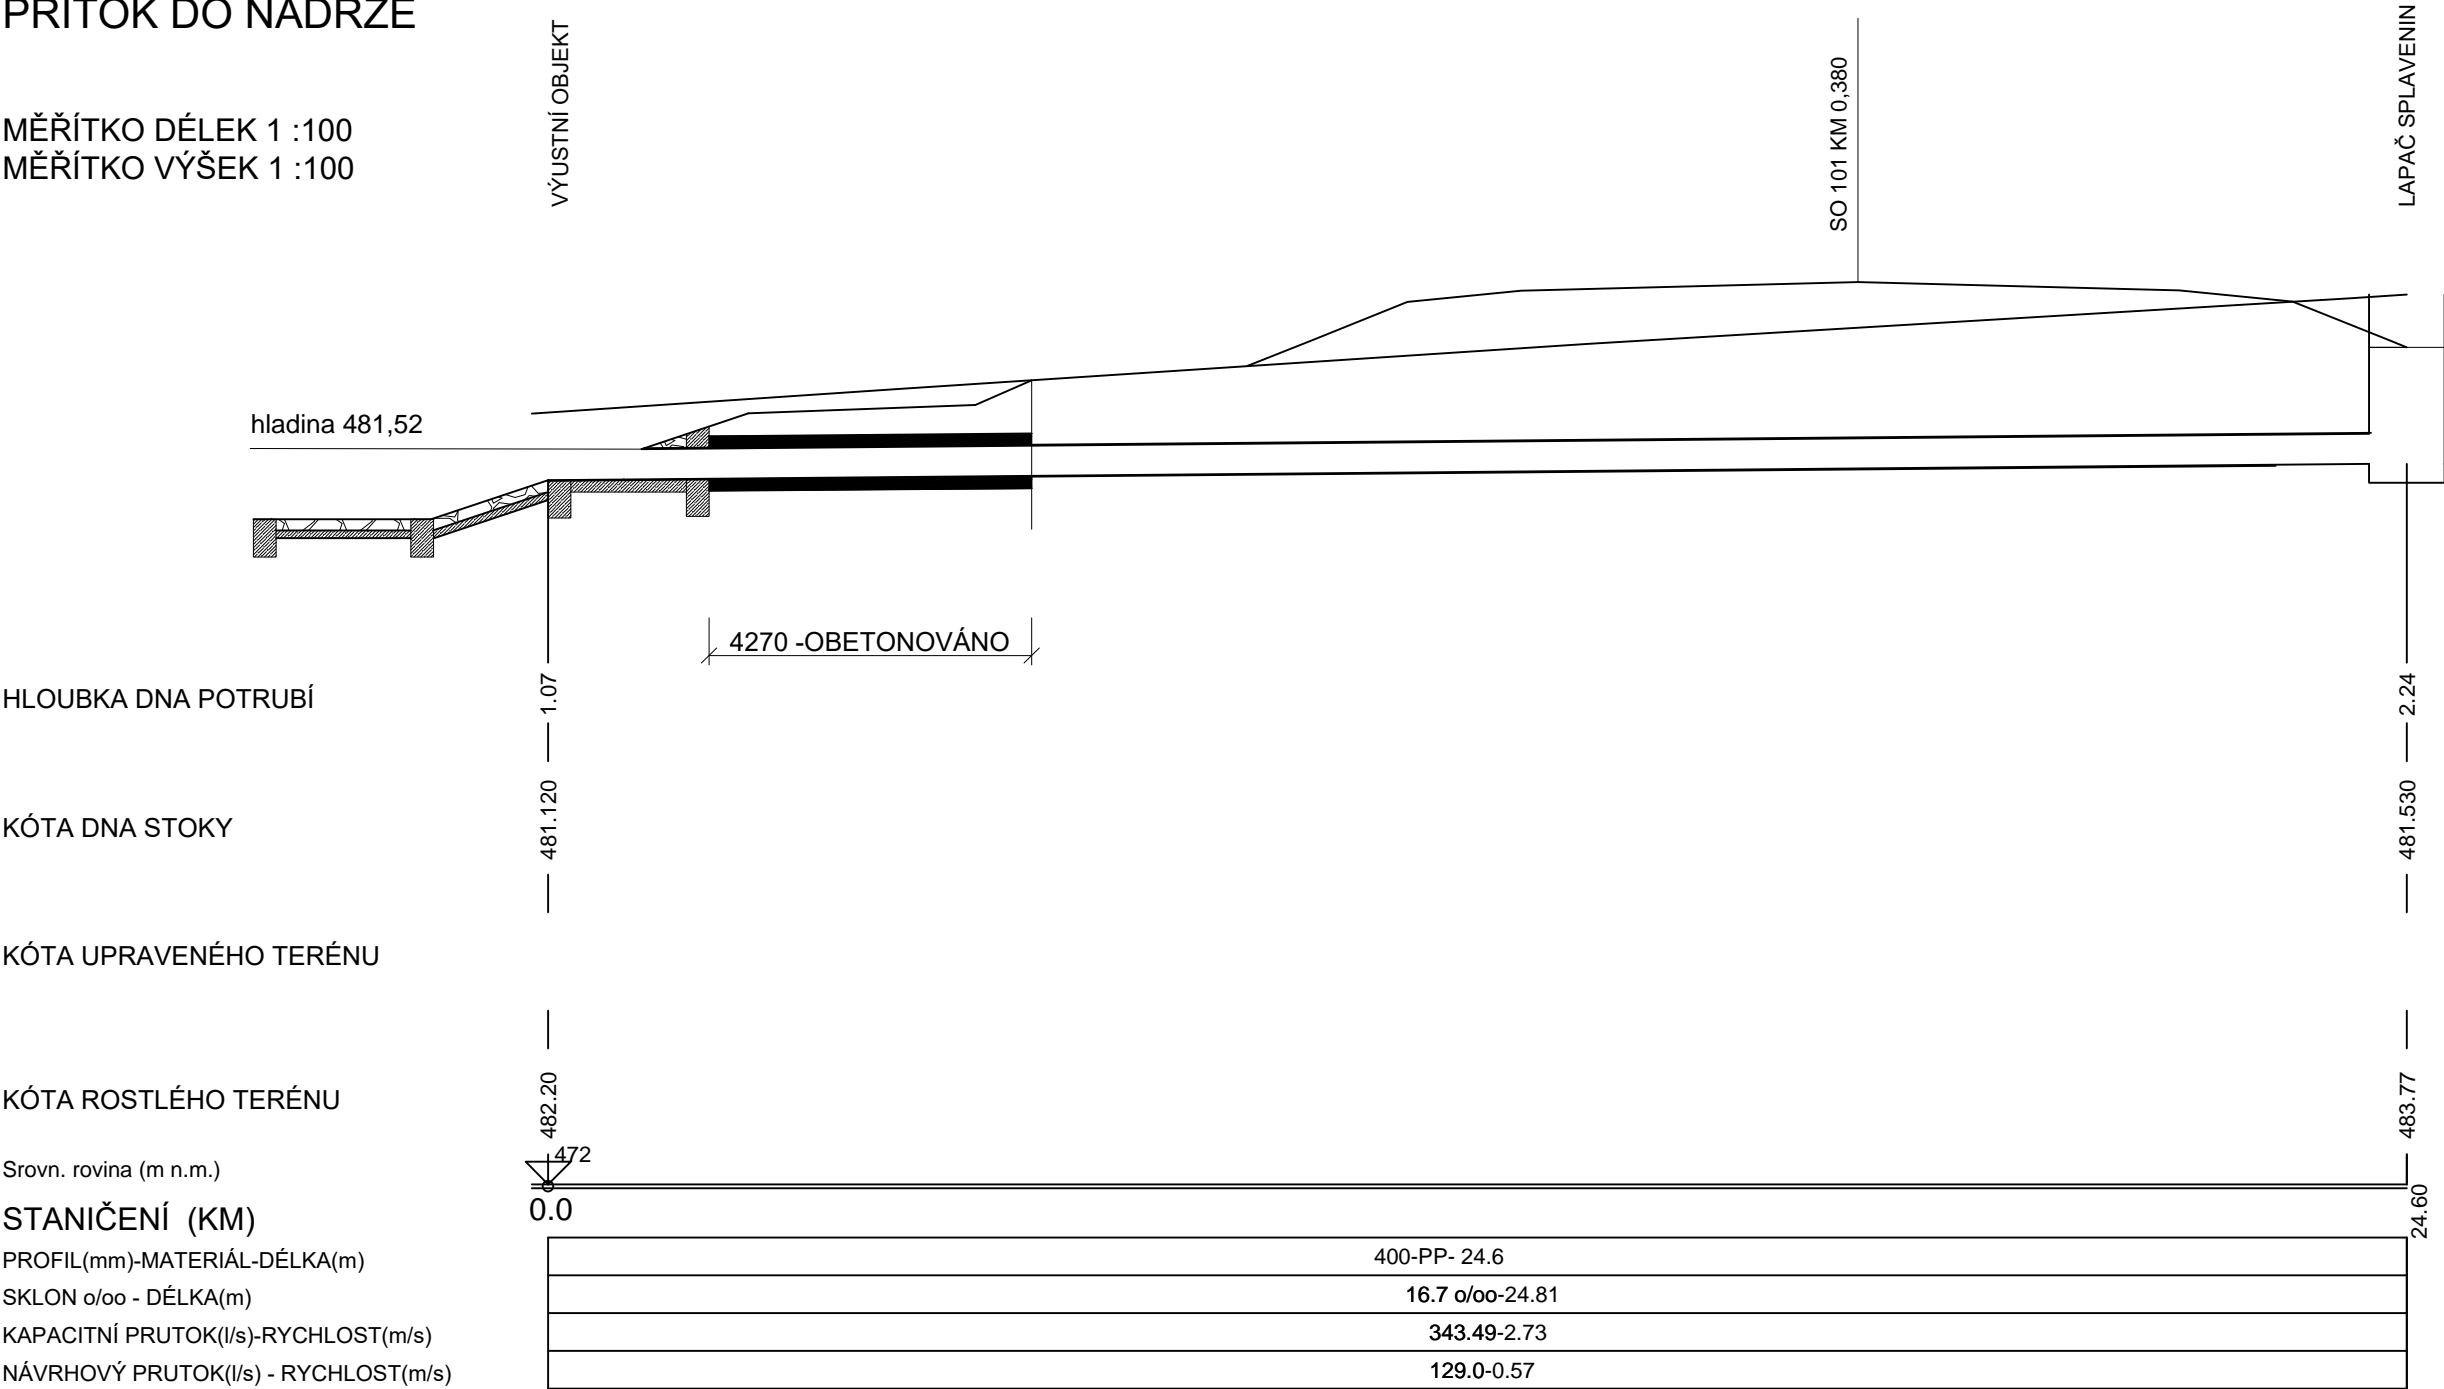 PŘÍTOK DO NÁDRŽE
VÝUSTNÍ OBJEKT
SO 101 KM 0,380
LAPAČ SPLAVENIN
MĚŘÍTKO DÉLEK 1 :100
MĚŘÍTKO VÝŠEK 1 :100
hladina 481,52
4270 -OBETONOVÁNO
HLOUBKA DNA POTRUBÍ 1.07 2.24
KÓTA DNA STOKY 481.120 481.530
KÓTA UPRAVENÉHO TERÉNU
KÓTA ROSTLÉHO TERÉNU 482.20 483.77
Srovn. rovina (m n.m.) 472
STANIČENÍ (KM) 0.0 24.60
PROFIL(mm)-MATERIÁL-DÉLKA(m) 400-PP- 24.6
SKLON o/oo - DÉLKA(m) 16.7 o/oo-24.81
KAPACITNÍ PRUTOK(l/s)-RYCHLOST(m/s) 343.49-2.73
NÁVRHOVÝ PRUTOK(l/s) - RYCHLOST(m/s) 129.0-0.57